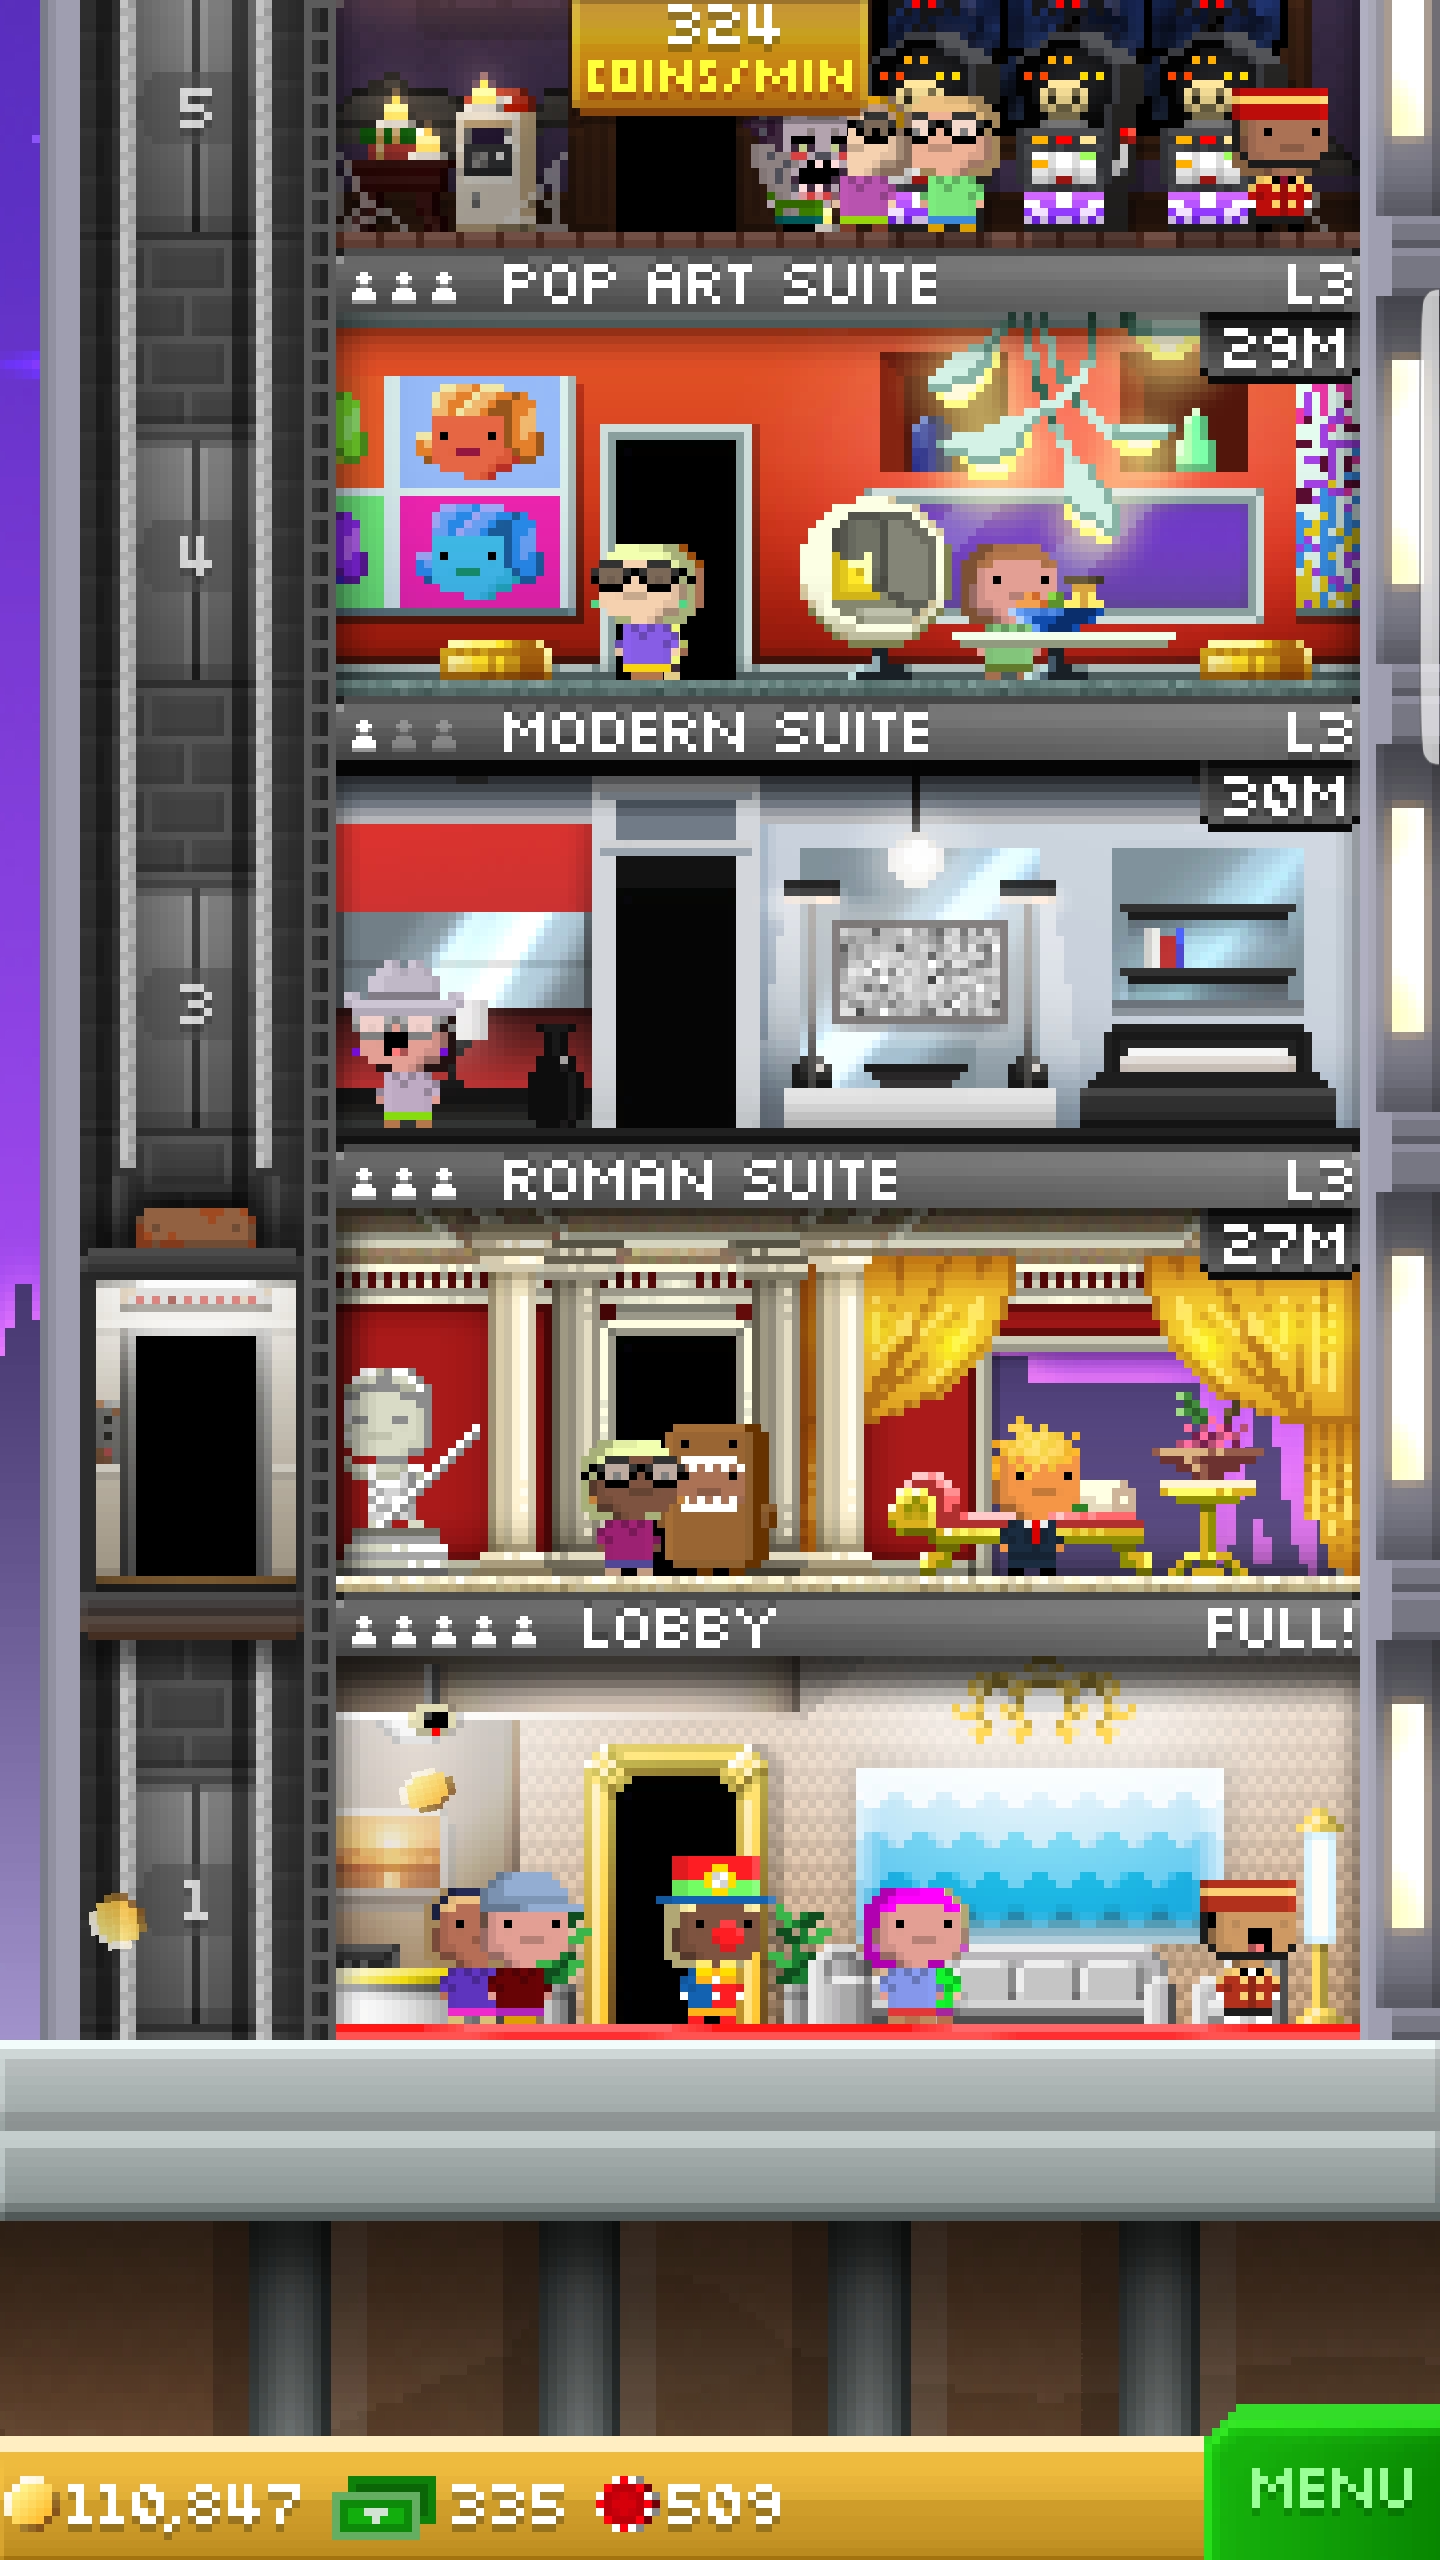 324
COINS/MIN
5
POP ART SUITE L3
29M
4
MODERN SUITE L3
30M
3
ROMAN SUITE L3
27M
LOBBY FULL!
1
110,847 335 509 MENU